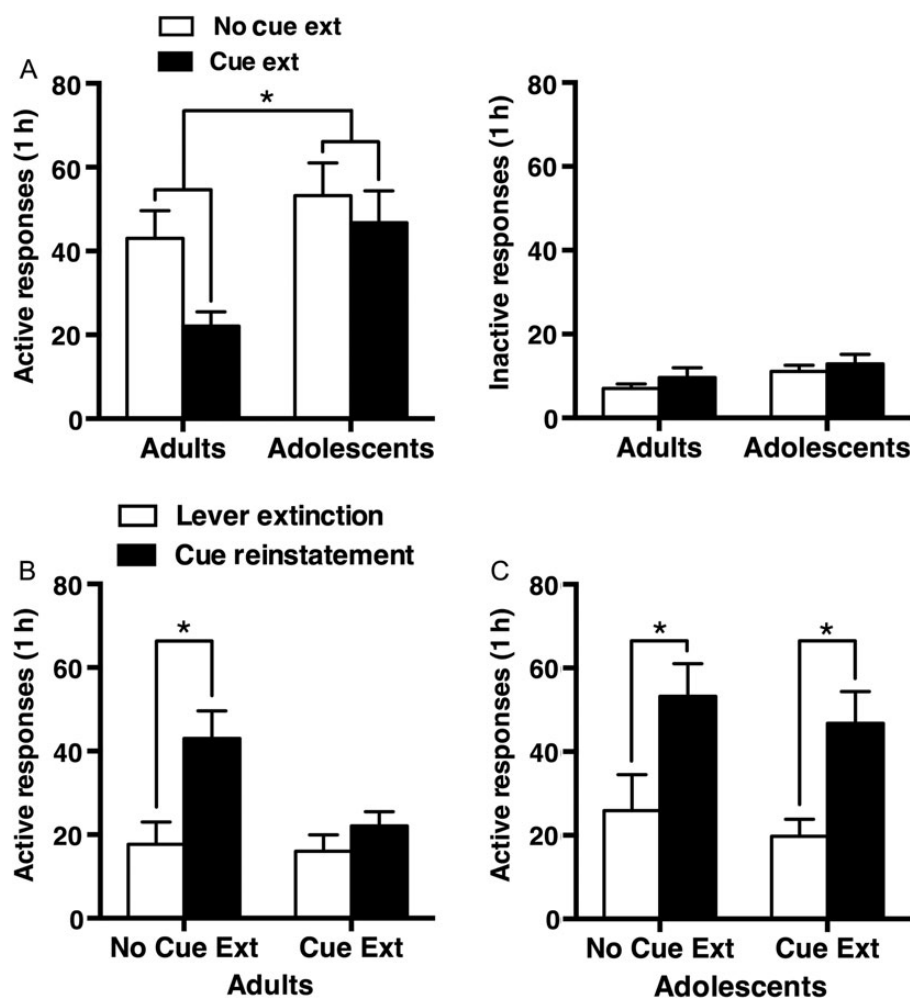 No cue ext
Cue ext
A
*
Active responses (1 h)
80
60
40
20
0
Adults Adolescents
Inactive responses (1 h)
80
60
40
20
0
Adults Adolescents
Lever extinction
Cue reinstatement
B
*
Active responses (1 h)
80
60
40
20
0
No Cue Ext Cue Ext
Adults
C
* *
Active responses (1 h)
80
60
40
20
0
No Cue Ext Cue Ext
Adolescents